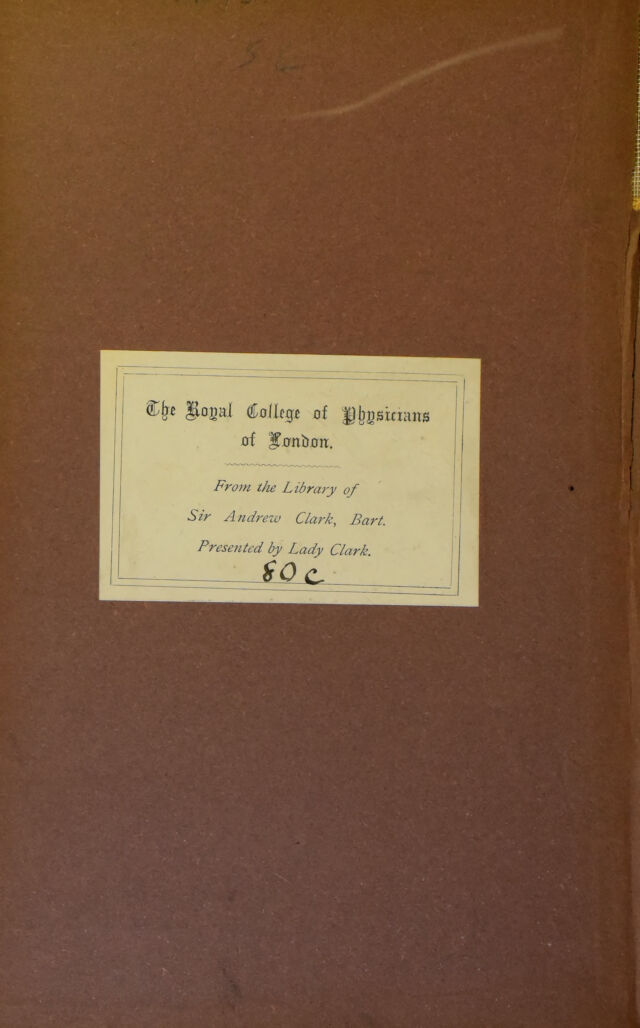 The Royal College of Physicians
of London.
From the Library of
Sir Andrew Clark, Bart.
Presented by Lady Clark.
80c